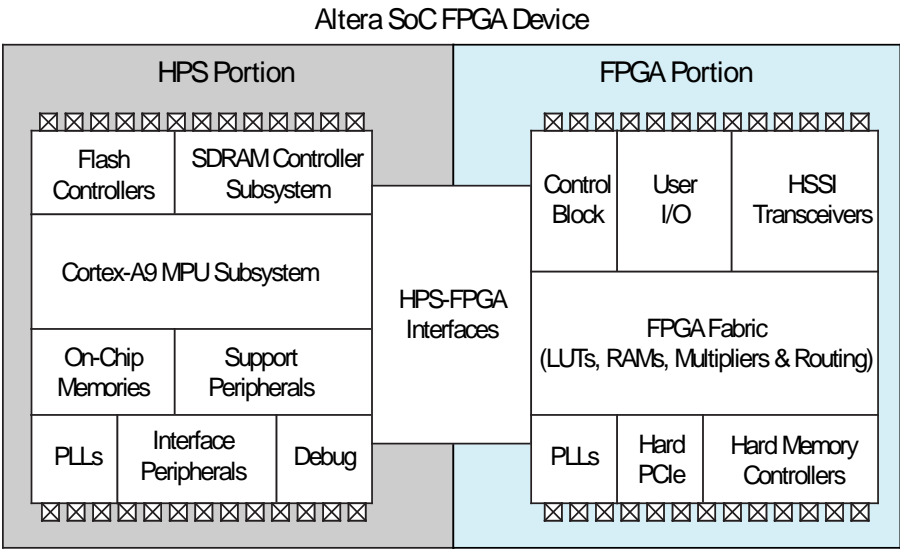 Altera SoC FPGA Device
HPS Portion
FPGA Portion
Flash
Controllers
SDRAM Controller
Subsystem
Cortex-A9 MPU Subsystem
On-Chip
Memories
Support
Peripherals
PLLs
Interface
Peripherals
Debug
HPS-FPGA
Interfaces
Control
Block
User
I/O
HSSI
Transceivers
FPGA Fabric
(LUTs, RAMs, Multipliers & Routing)
PLLs
Hard
PCIe
Hard Memory
Controllers